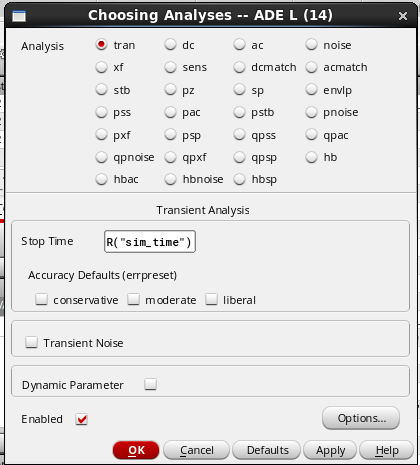 Choosing Analyses -- ADE L (14)
Analysis tran dc ac noise
xf sens dcmatch acmatch
stb pz sp envlp
pss pac pstb pnoise
pxf psp qpss qpac
qpnoise qpxf qpsp hb
hbac hbnoise hbsp
Transient Analysis
Stop Time R("sim_time")
Accuracy Defaults (errpreset)
conservative moderate liberal
Transient Noise
Dynamic Parameter
Enabled Options...
OK Cancel Defaults Apply Help